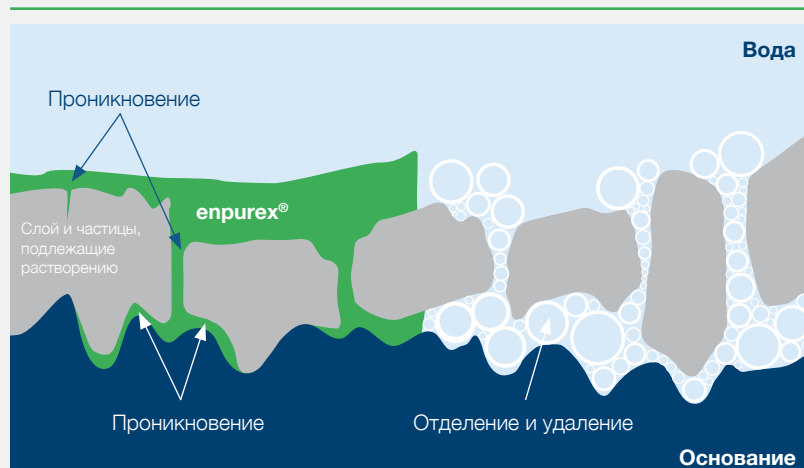 Вода
Проникновение
enpurex®
Слой и частицы,
подлежащие
растворению
Проникновение
Отделение и удаление
Основание